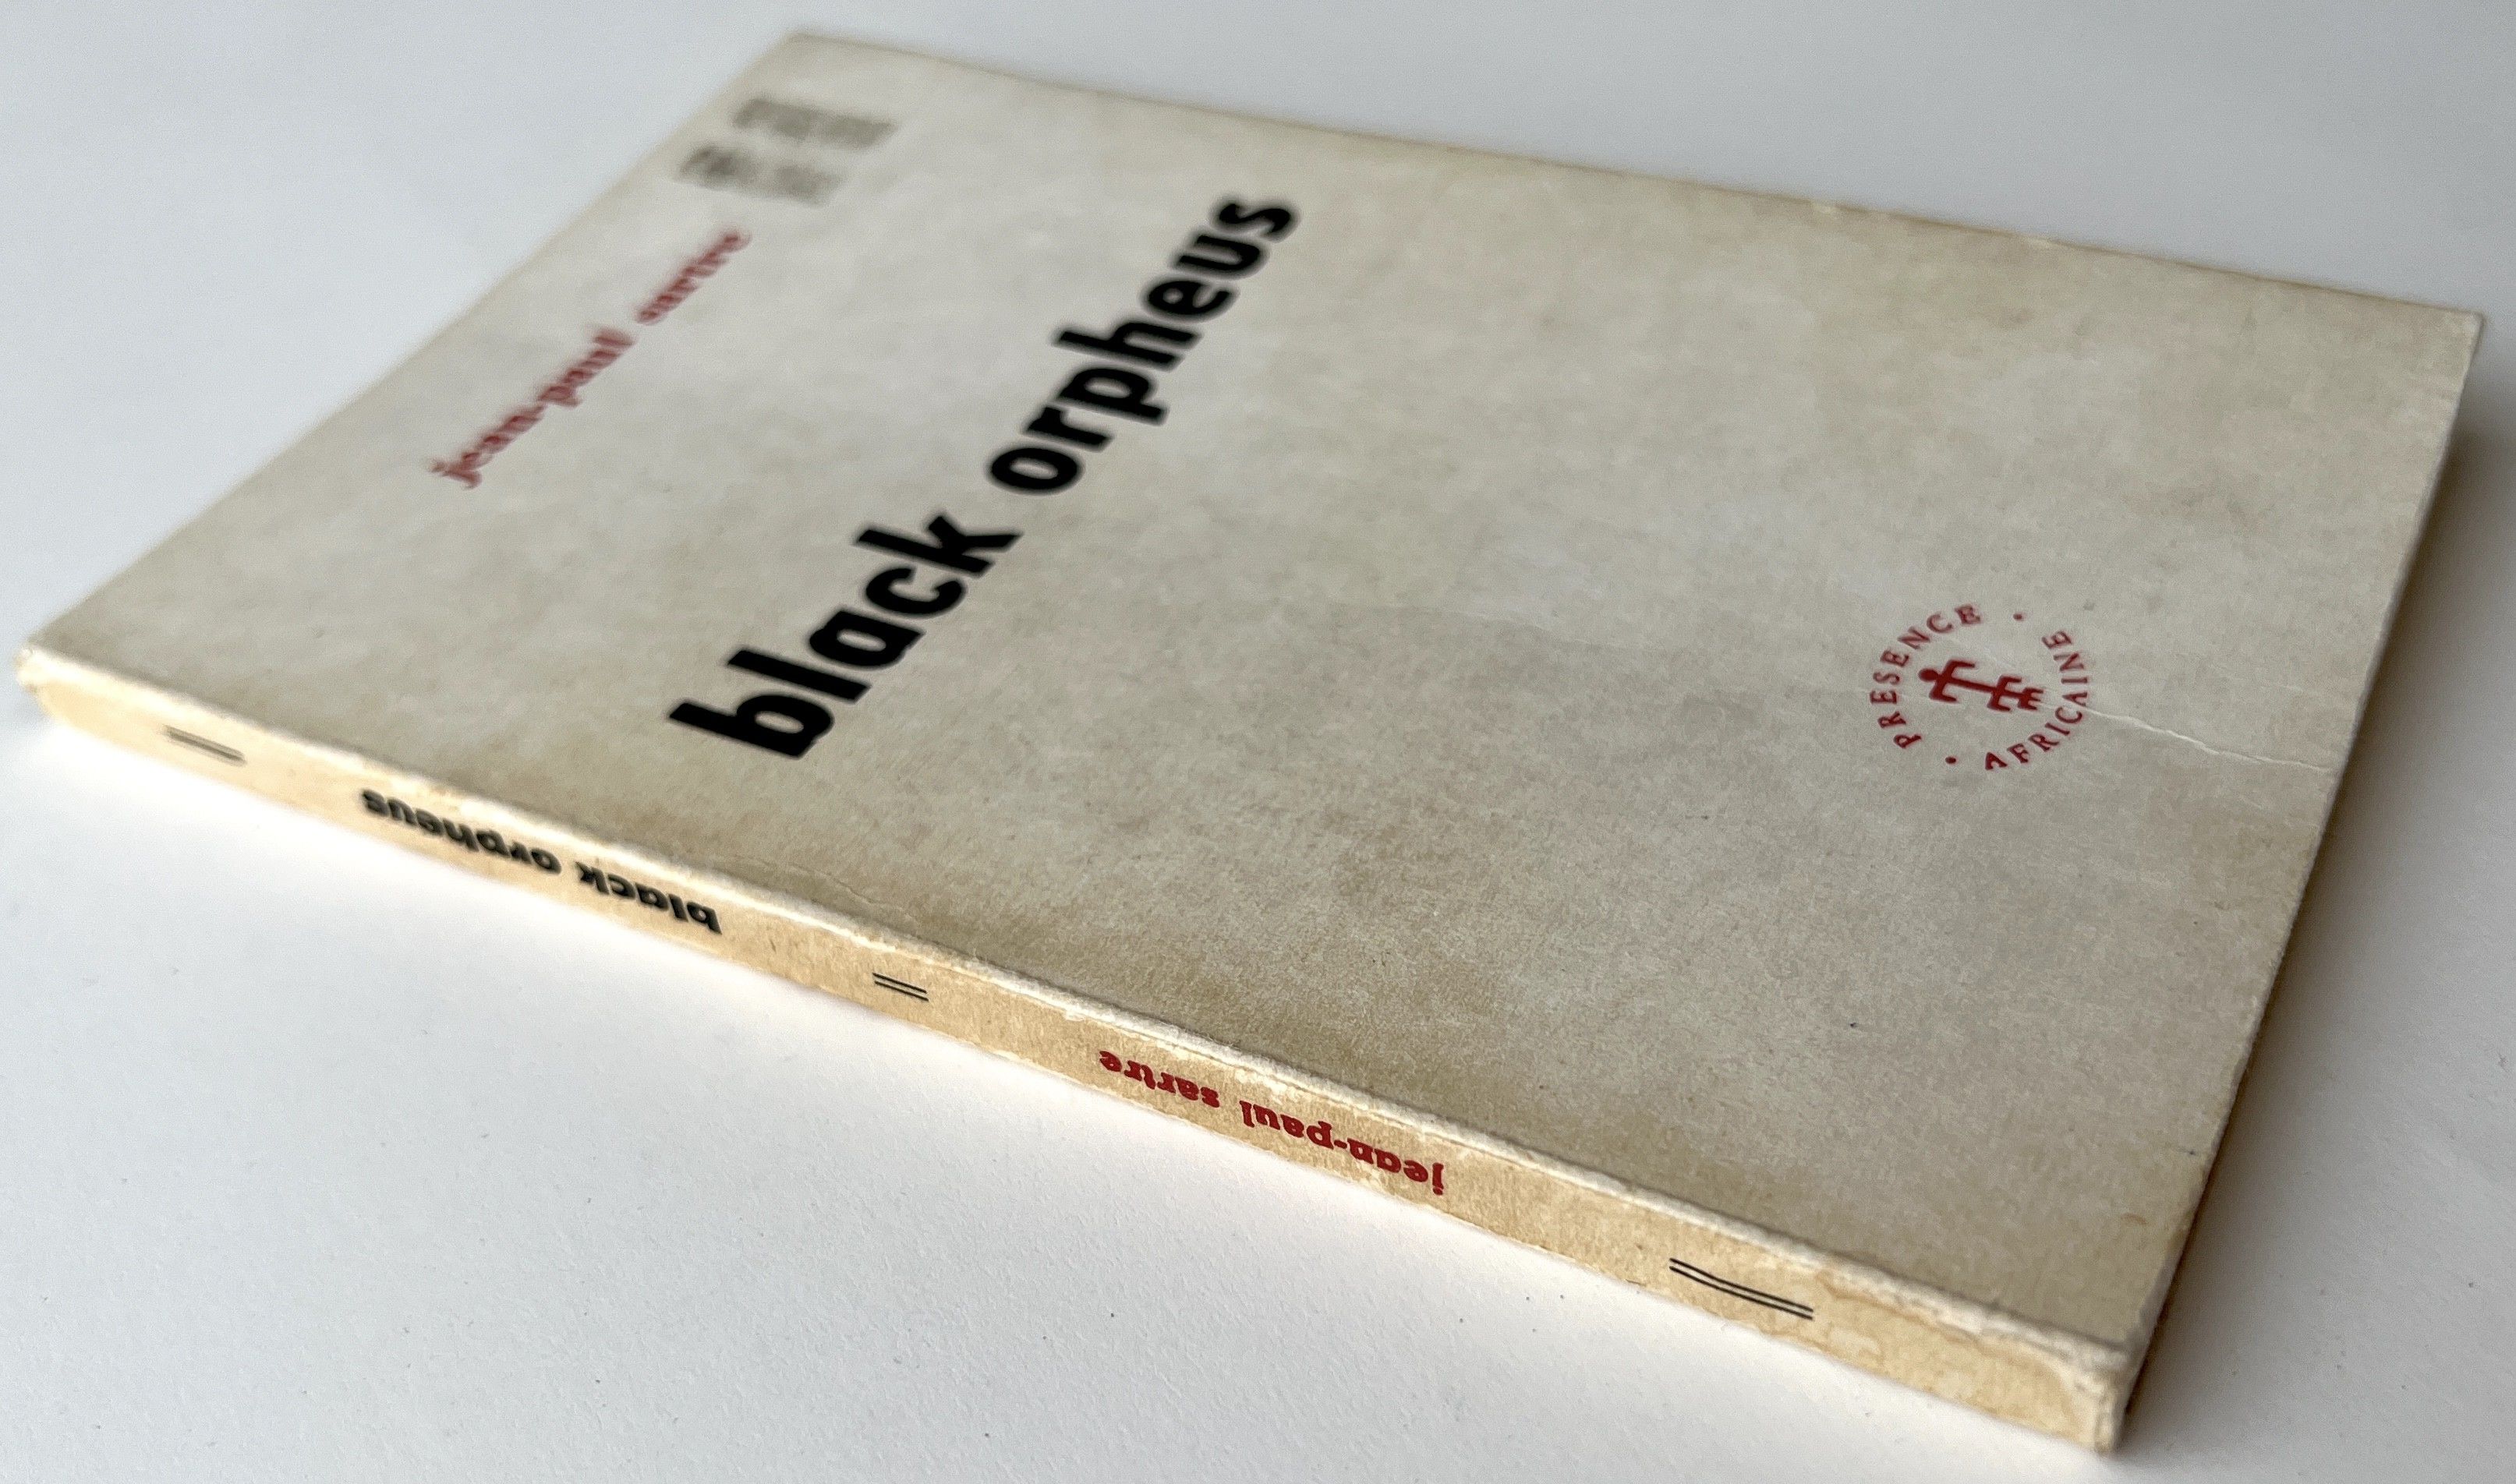 jean-paul sartre
black orpheus
PRESENCE • AFRICAINE •
black orpheus
jean-paul sartre